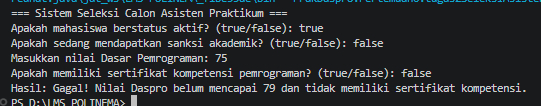 === Sistem Seleksi Calon Asisten Praktikum ===
Apakah mahasiswa berstatus aktif? (true/false): true
Apakah sedang mendapatkan sanksi akademik? (true/false): false
Masukkan nilai Dasar Pemrograman: 75
Apakah memiliki sertifikat kompetensi pemrograman? (true/false): false
Hasil: Gagal! Nilai Daspro belum mencapai 79 dan tidak memiliki sertifikat kompetensi.
PS D:\LMS_POLINEMA>